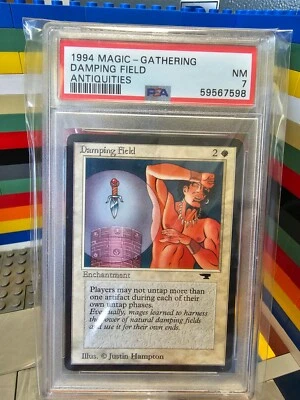 1994 MAGIC - GATHERING
DAMPING FIELD NM
ANTIQUITIES 7
PSA 59567598
Damping Field 2
Enchantment
Players may not untap more than
one artifact during each of their
own untap phases.
Eventually, mages learned to harness
the power of natural damping fields
and use it for their own ends.
Illus. © Justin Hampton